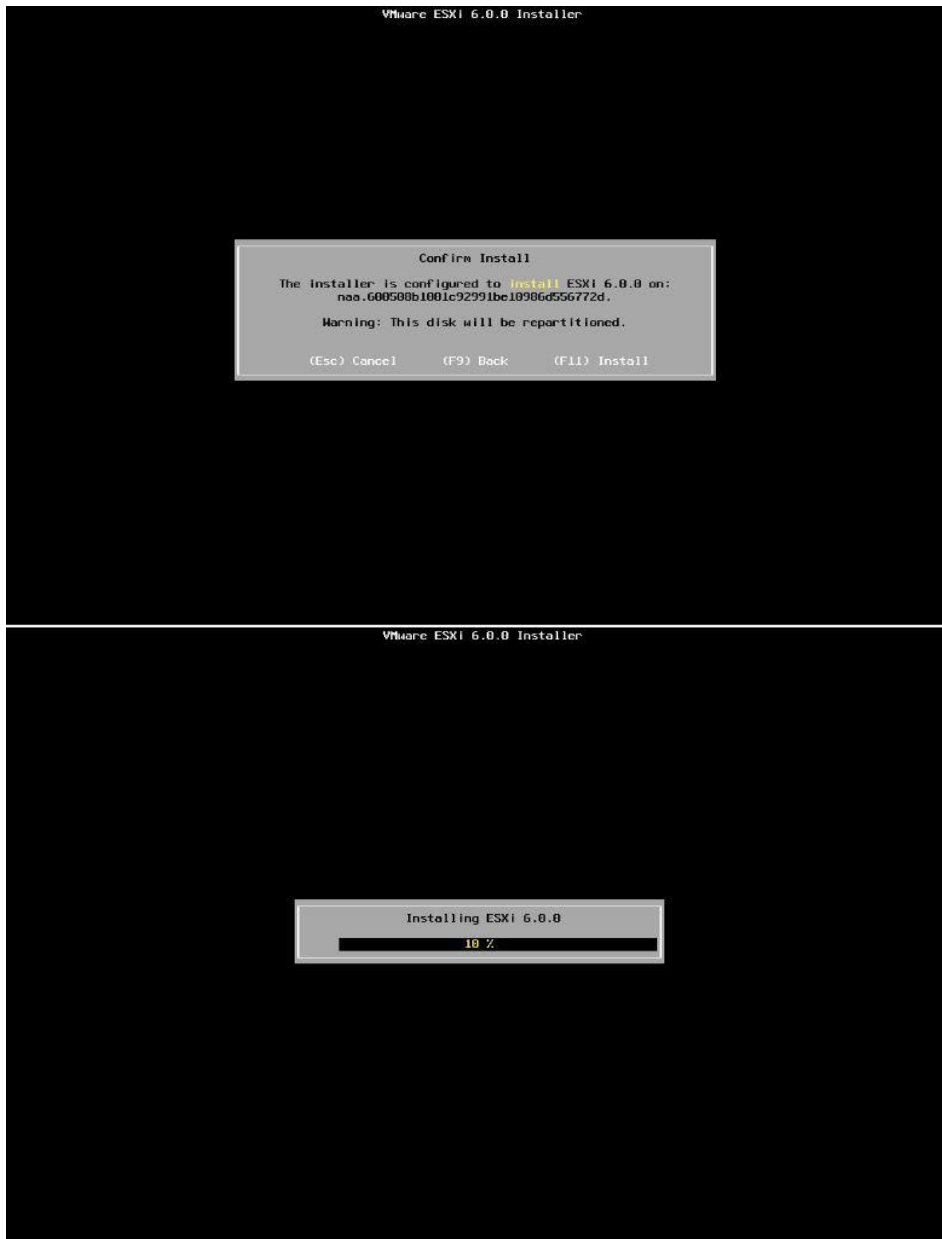 VMware ESXi 6.0.0 Installer
Confirm Install
The installer is configured to install ESXi 6.0.0 on:
naa.600508b1001c92991be10986d556772d.
Warning: This disk will be repartitioned.
(Esc) Cancel (F9) Back (F11) Install
VMware ESXi 6.0.0 Installer
Installing ESXi 6.0.0
10 %